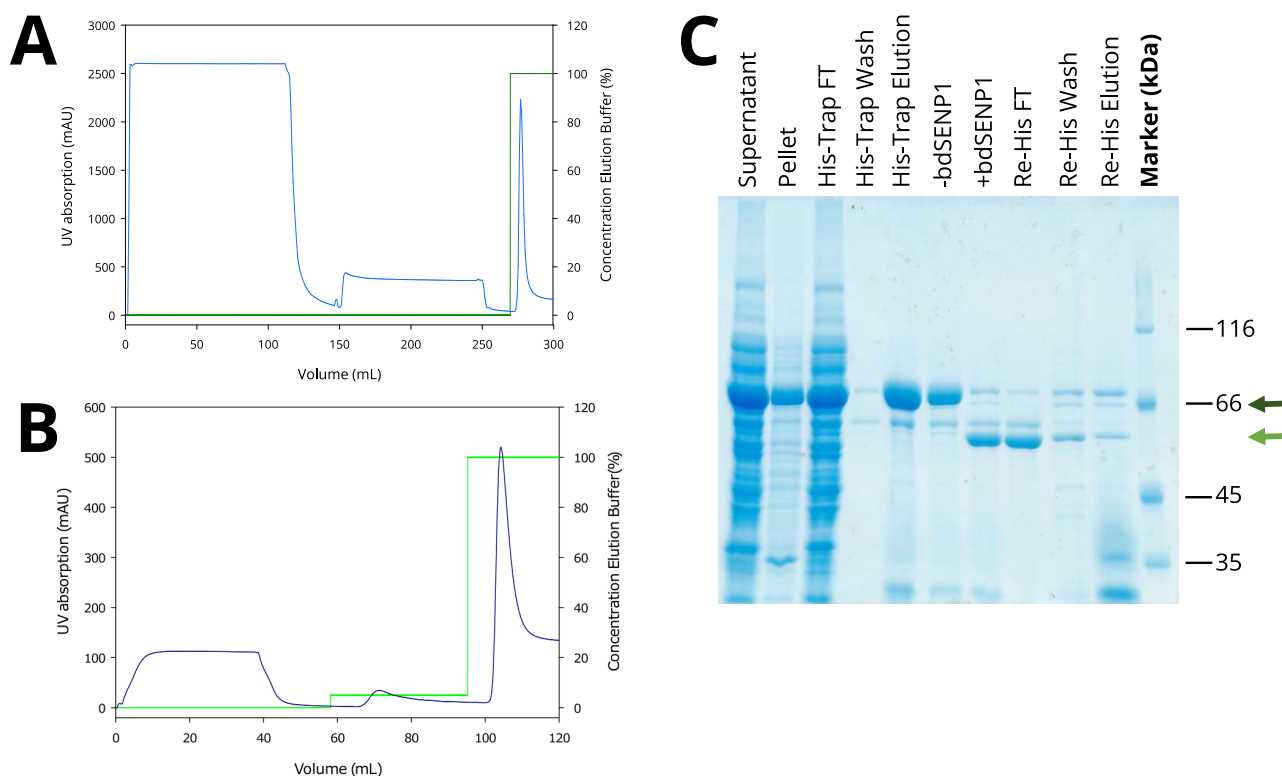 A
UV absorption (mAU)
3000
2500
2000
1500
1000
500
0
0
50
100
150
200
250
300
Volume (mL)
120
100
80
60
40
20
0
Concentration Elution Buffer (%)
B
UV absorption (mAU)
600
500
400
300
200
100
0
0
20
40
60
80
100
120
Volume (mL)
120
100
80
60
40
20
0
Concentration Elution Buffer(%)
C
Supernatant
Pellet
His-Trap FT
His-Trap Wash
His-Trap Elution
-bdSENP1
+bdSENP1
Re-His FT
Re-His Wash
Re-His Elution
Marker (kDa)
116
66
45
35